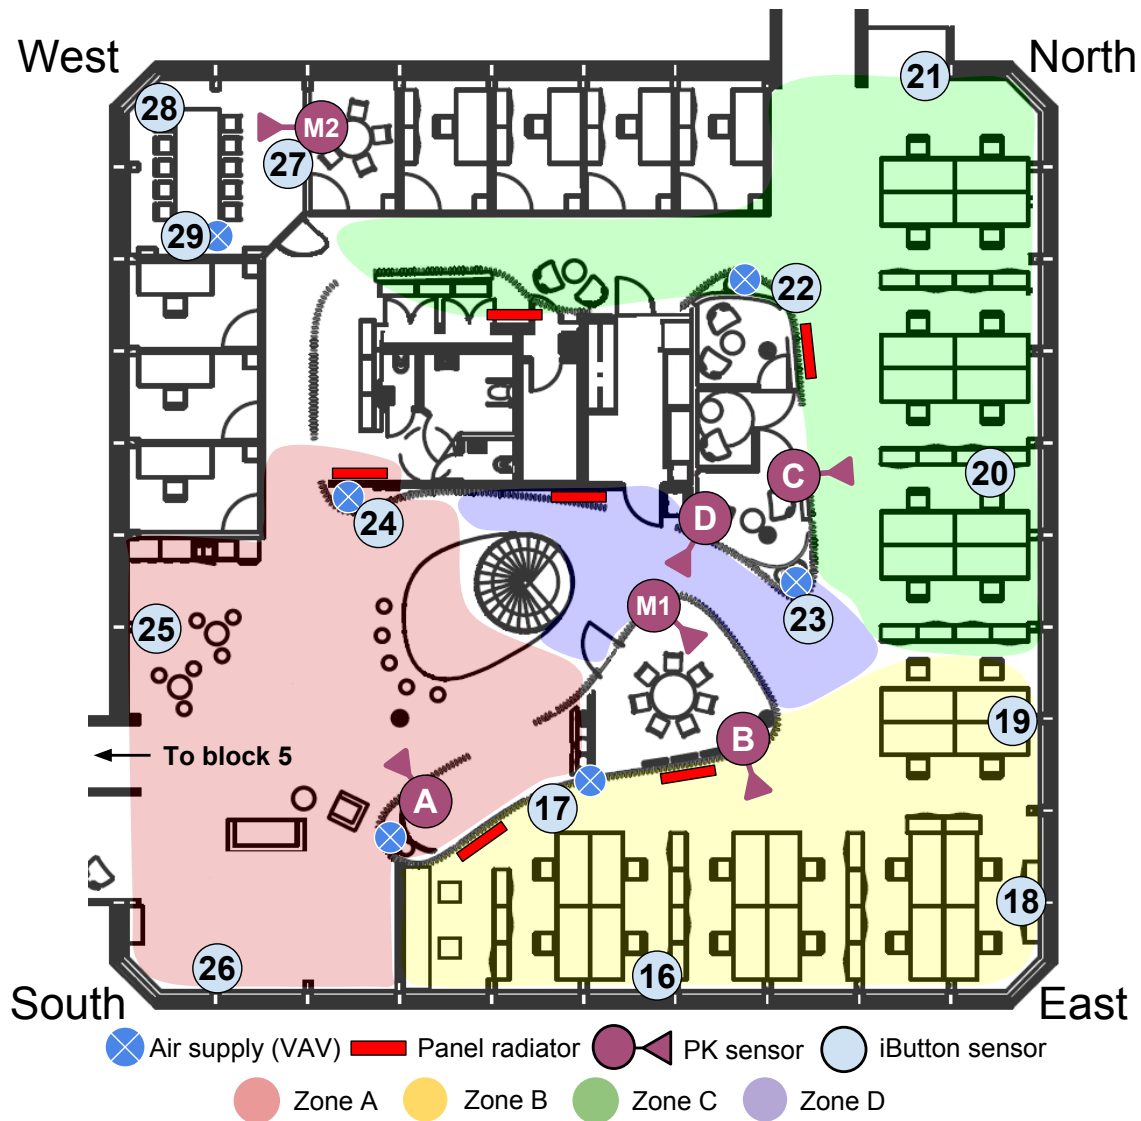 West
North
21
28
M2
27
29
22
C
20
24
D
25
M1
23
19
B
To block 5
A
17
18
26
16
South
East
Air supply (VAV)
Panel radiator
PK sensor
iButton sensor
Zone A
Zone B
Zone C
Zone D